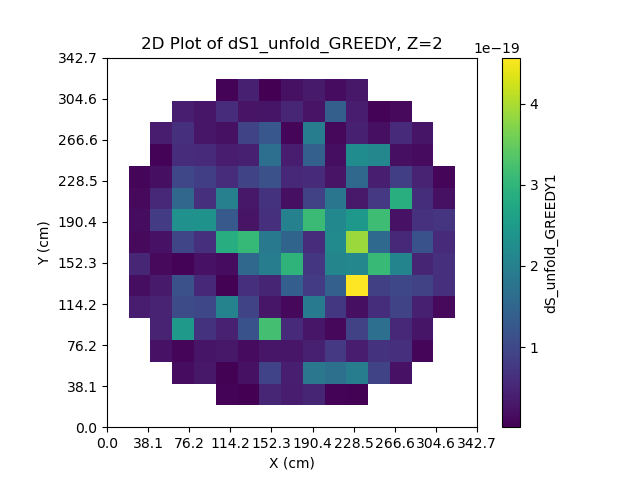 2D Plot of dS1_unfold_GREEDY, Z=2
1e−19
342.7
304.6
266.6
228.5
190.4
152.3
114.2
76.2
38.1
0.0
Y (cm)
0.0 38.1 76.2 114.2 152.3 190.4 228.5 266.6 304.6 342.7
X (cm)
4
3
2
1
dS_unfold_GREEDY1